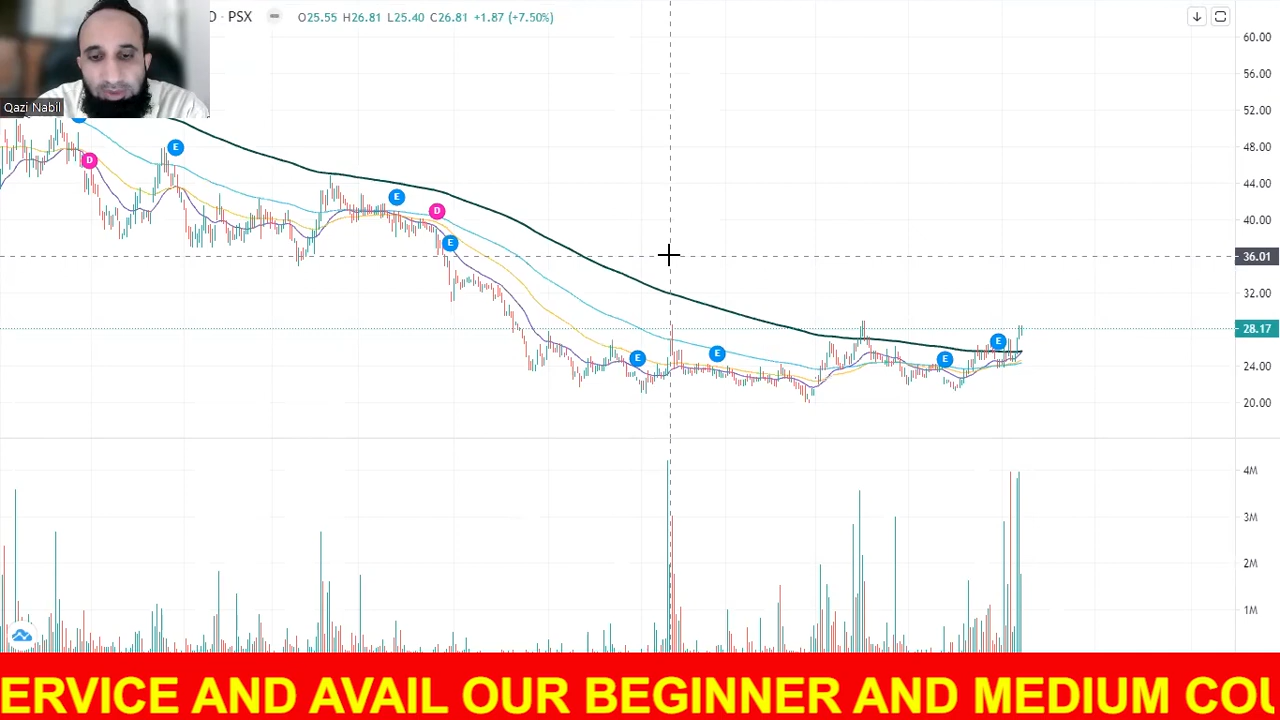 O · PSX O25.55 H26.81 L25.40 C26.81 +1.87 (+7.50%)
Qazi Nabil
60.00
56.00
52.00
48.00
44.00
40.00
36.01
32.00
28.17
24.00
20.00
D
E
E
D
E
E
E
E
E
4M
3M
2M
1M
ERVICE AND AVAIL OUR BEGINNER AND MEDIUM COU